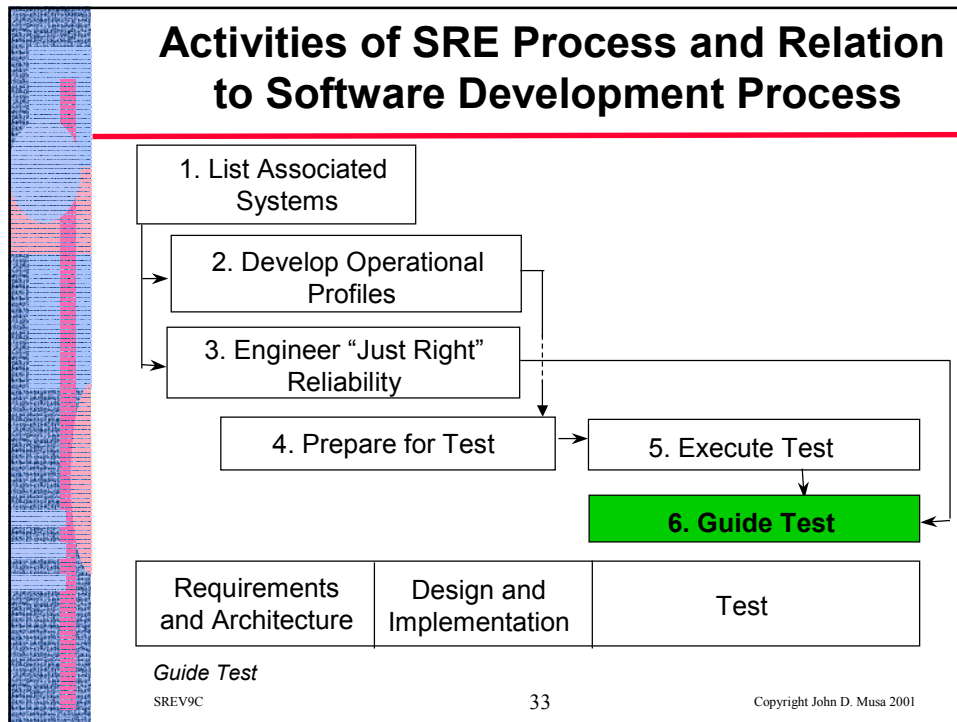 Activities of SRE Process and Relation
to Software Development Process
1. List Associated
Systems
2. Develop Operational
Profiles
3. Engineer “Just Right”
Reliability
4. Prepare for Test
5. Execute Test
6. Guide Test
Requirements
and Architecture
Design and
Implementation
Test
Guide Test
SREV9C
33
Copyright John D. Musa 2001